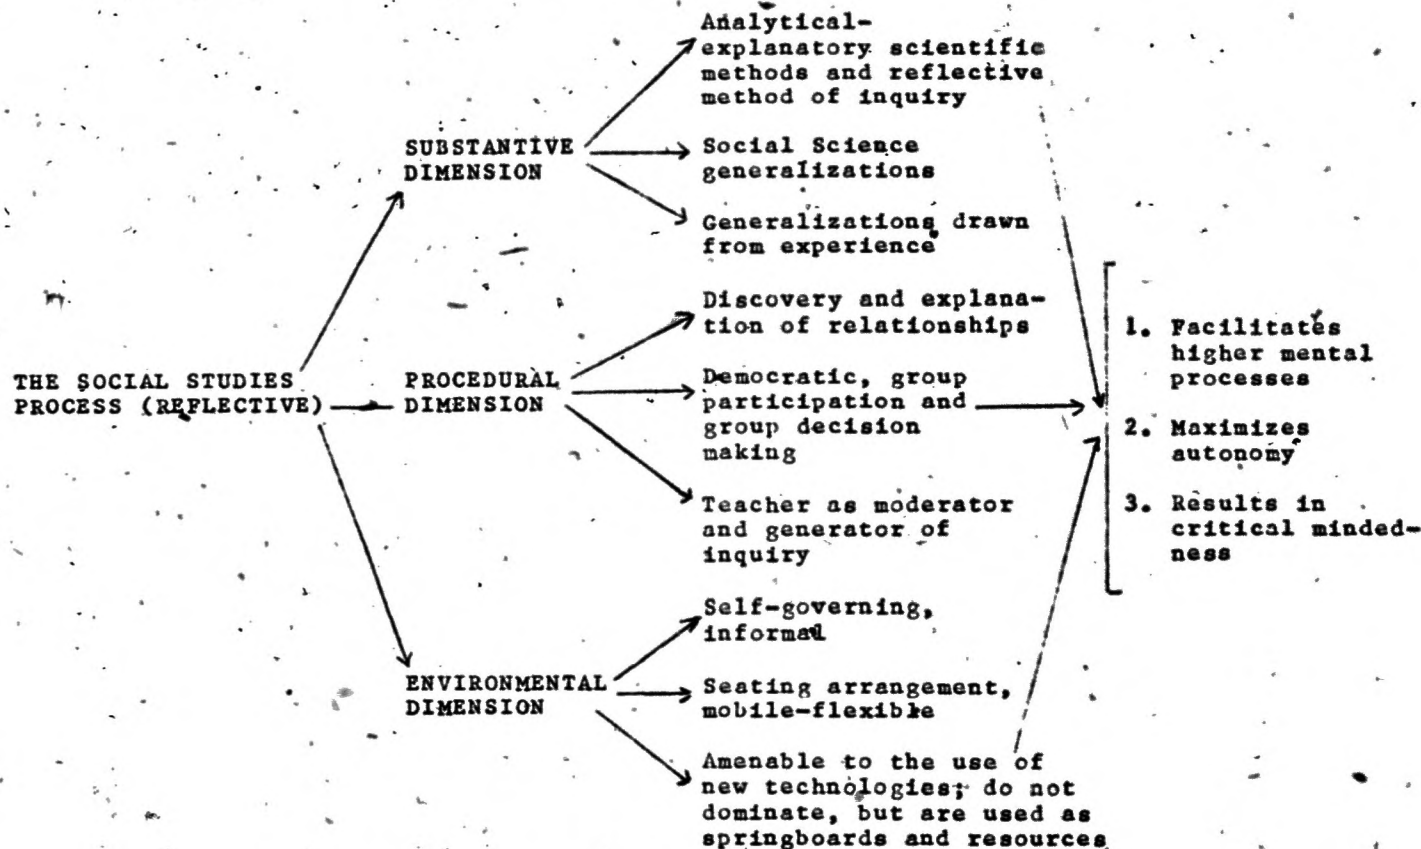 THE SOCIAL STUDIES
PROCESS (REFLECTIVE)
SUBSTANTIVE
DIMENSION
Analytical-
explanatory scientific
methods and reflective
method of inquiry
Social Science
generalizations
Generalizations drawn
from experience
PROCEDURAL
DIMENSION
Discovery and explana-
tion of relationships
Democratic, group
participation and
group decision
making
Teacher as moderator
and generator of
inquiry
ENVIRONMENTAL
DIMENSION
Self-governing,
informal
Seating arrangement,
mobile-flexible
Amenable to the use of
new technologies; do not
dominate, but are used as
springboards and resources
1. Facilitates
higher mental
processes
2. Maximizes
autonomy
3. Results in
critical minded-
ness